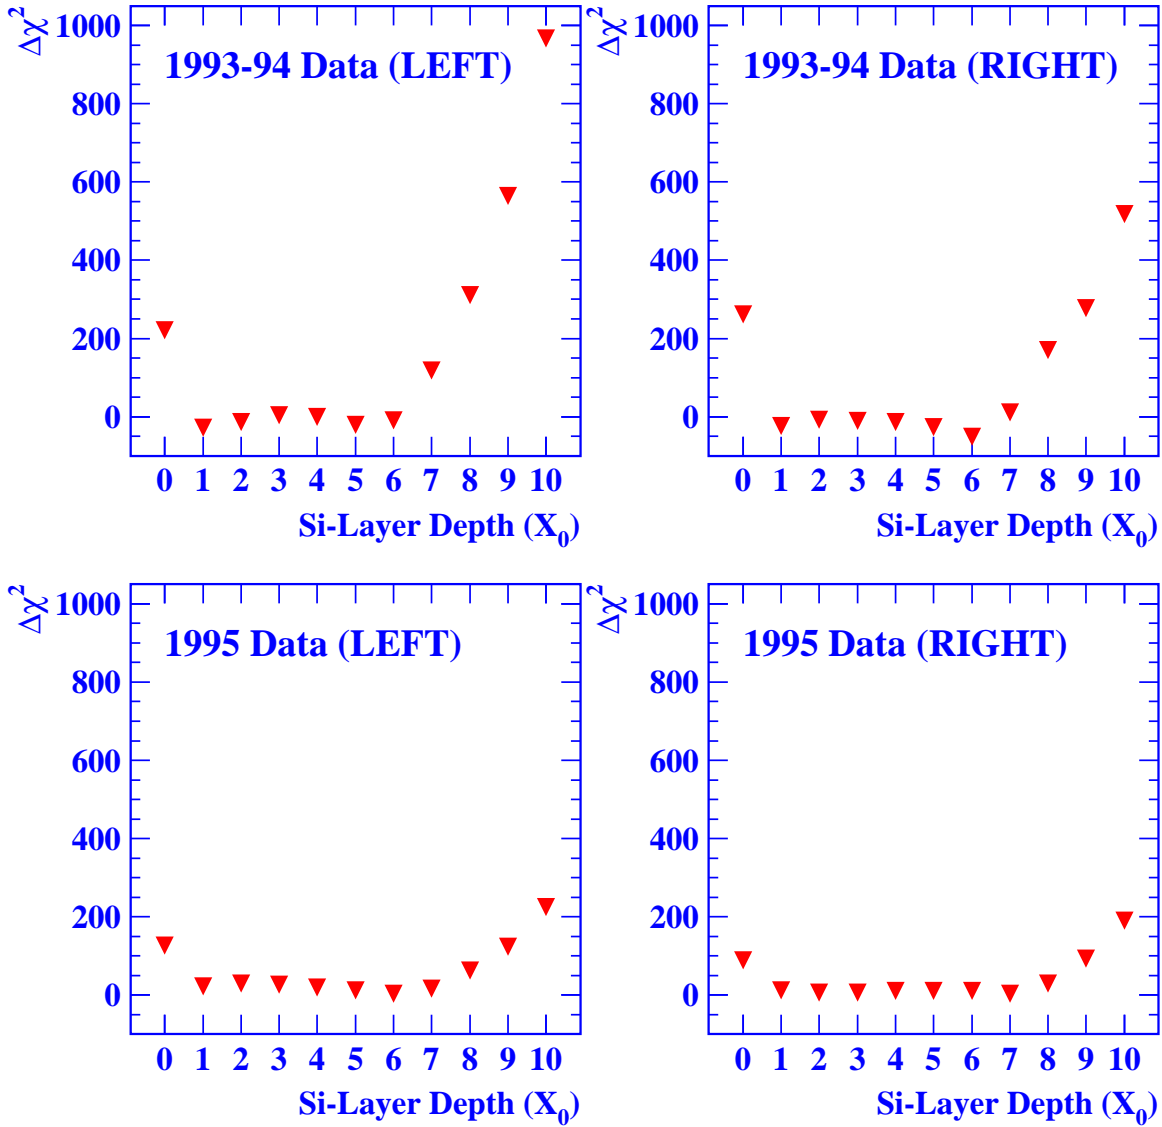 Δχ²
1000
800
600
400
200
0
1993-94 Data (LEFT)
0 1 2 3 4 5 6 7 8 9 10
Si-Layer Depth (X₀)
Δχ²
1000
800
600
400
200
0
1993-94 Data (RIGHT)
0 1 2 3 4 5 6 7 8 9 10
Si-Layer Depth (X₀)
Δχ²
1000
800
600
400
200
0
1995 Data (LEFT)
0 1 2 3 4 5 6 7 8 9 10
Si-Layer Depth (X₀)
Δχ²
1000
800
600
400
200
0
1995 Data (RIGHT)
0 1 2 3 4 5 6 7 8 9 10
Si-Layer Depth (X₀)